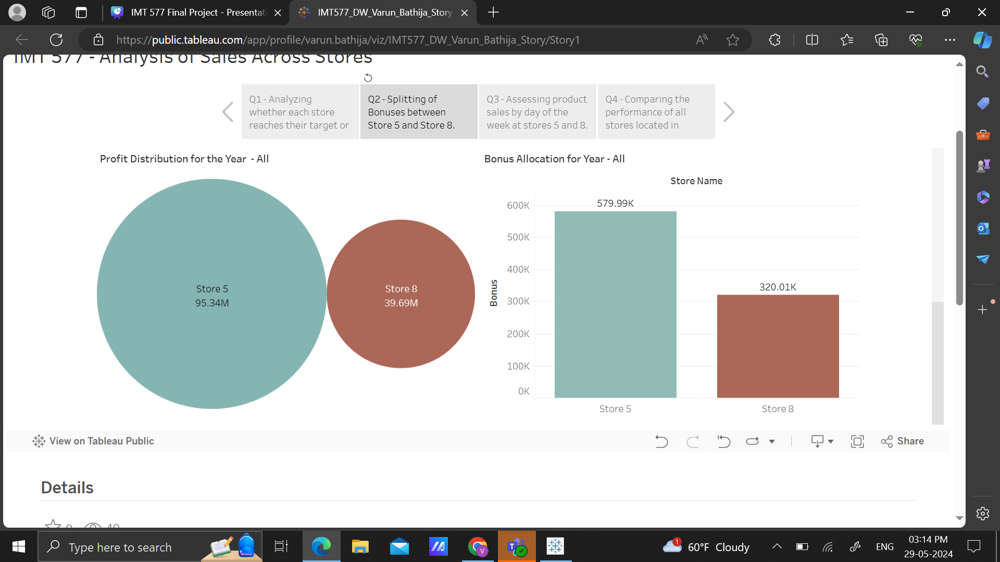 IMT 577 Final Project - Presentati
IMT577_DW_Varun_Bathija_Story
https://public.tableau.com/app/profile/varun.bathija/viz/IMT577_DW_Varun_Bathija_Story/Story1
IMT 577 - Analysis of Sales Across Stores
Q1 - Analyzing
whether each store
reaches their target or
Q2 - Splitting of
Bonuses between
Store 5 and Store 8.
Q3 - Assessing product
sales by day of the
week at stores 5 and 8.
Q4 - Comparing the
performance of all
stores located in
Profit Distribution for the Year - All
Store 5
95.34M
Store 8
39.69M
Bonus Allocation for Year - All
Store Name
Bonus
600K
500K
400K
300K
200K
100K
0K
579.99K
320.01K
Store 5
Store 8
View on Tableau Public
Share
Details
0
40
Type here to search
1
60°F Cloudy
ENG
03:14 PM
29-05-2024